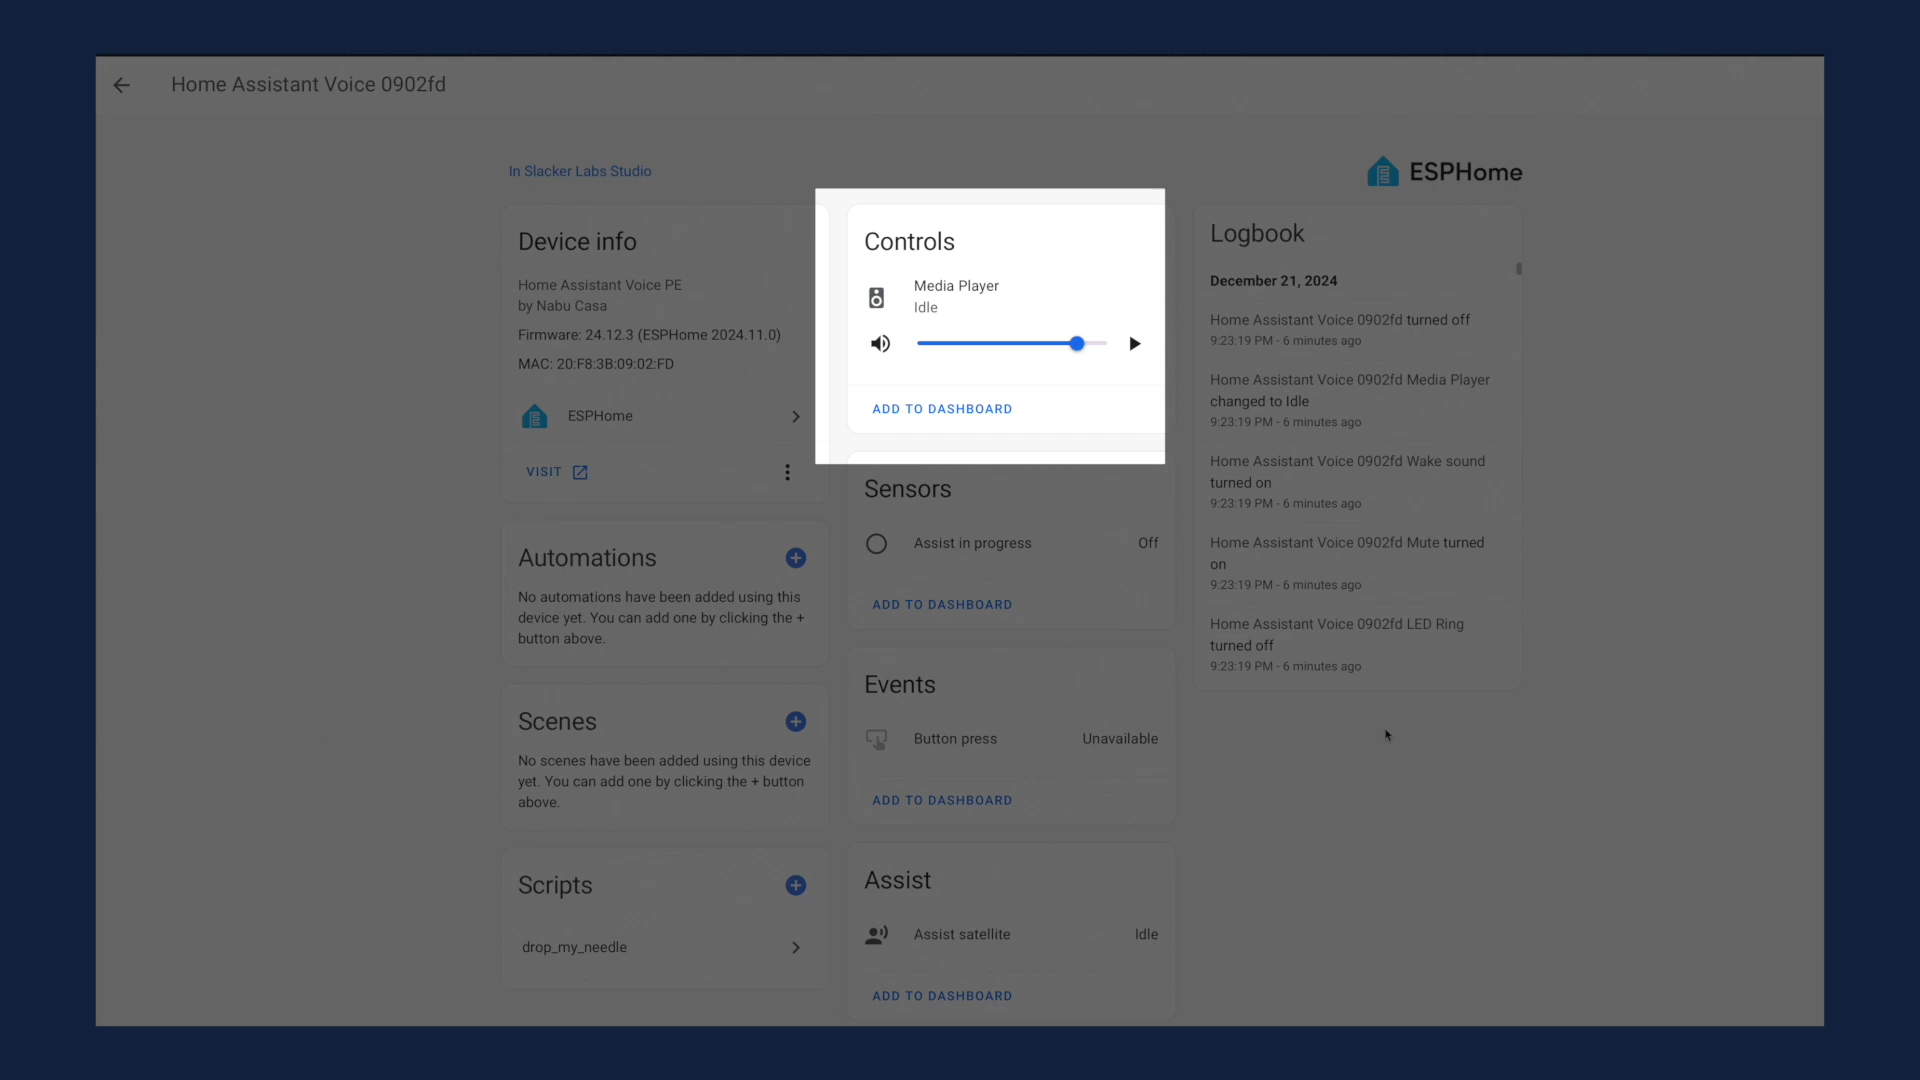 Home Assistant Voice 0902fd
In Slacker Labs Studio
ESPHome
Device info
Home Assistant Voice PE
by Nabu Casa
Firmware: 24.12.3 (ESPHome 2024.11.0)
MAC: 20:F8:3B:09:02:FD
ESPHome
VISIT
Automations
No automations have been added using this
device yet. You can add one by clicking the +
button above.
Scenes
No scenes have been added using this device
yet. You can add one by clicking the + button
above.
Scripts
drop_my_needle
Controls
Media Player
Idle
ADD TO DASHBOARD
Sensors
Assist in progress Off
ADD TO DASHBOARD
Events
Button press Unavailable
ADD TO DASHBOARD
Assist
Assist satellite Idle
ADD TO DASHBOARD
Logbook
December 21, 2024
Home Assistant Voice 0902fd turned off
9:23:19 PM - 6 minutes ago
Home Assistant Voice 0902fd Media Player
changed to Idle
9:23:19 PM - 6 minutes ago
Home Assistant Voice 0902fd Wake sound
turned on
9:23:19 PM - 6 minutes ago
Home Assistant Voice 0902fd Mute turned
on
9:23:19 PM - 6 minutes ago
Home Assistant Voice 0902fd LED Ring
turned off
9:23:19 PM - 6 minutes ago